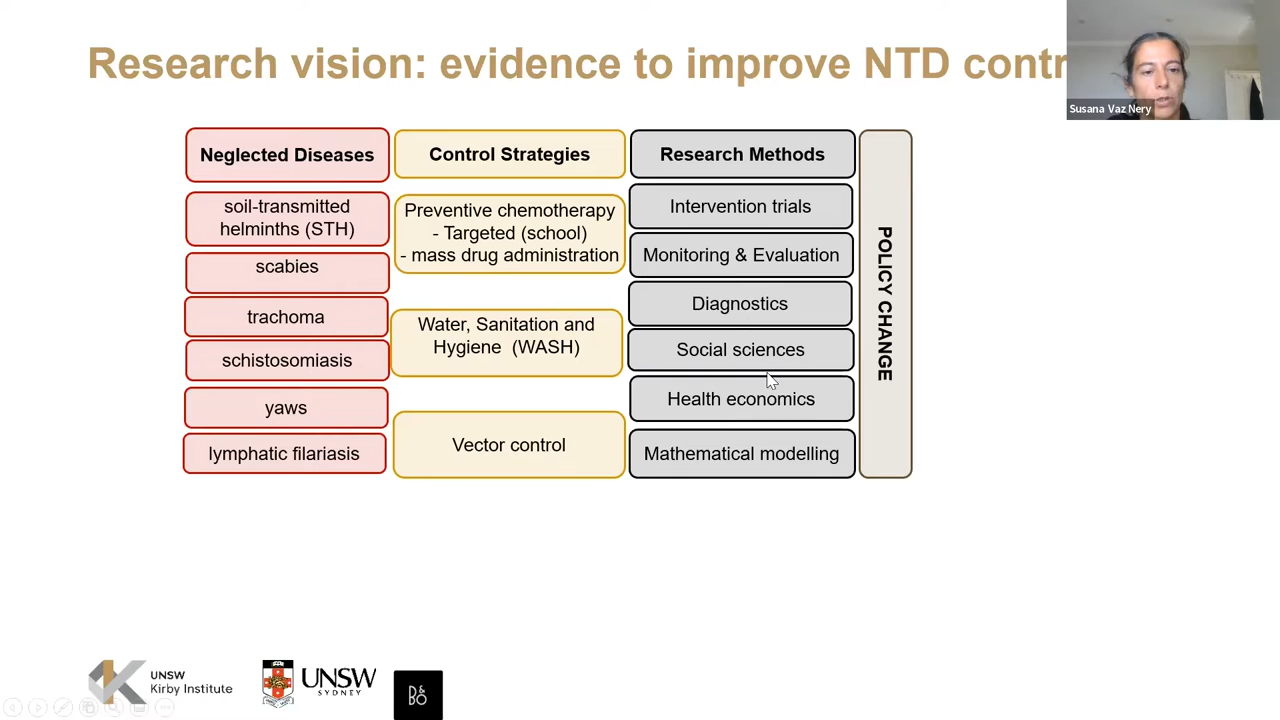 Research vision: evidence to improve NTD contr
Susana Vaz Nery
Neglected Diseases
soil-transmitted
helminths (STH)
scabies
trachoma
schistosomiasis
yaws
lymphatic filariasis
Control Strategies
Preventive chemotherapy
- Targeted (school)
- mass drug administration
Water, Sanitation and
Hygiene (WASH)
Vector control
Research Methods
Intervention trials
Monitoring & Evaluation
Diagnostics
Social sciences
Health economics
Mathematical modelling
POLICY CHANGE
UNSW
Kirby Institute
UNSW
SYDNEY
B&
BO